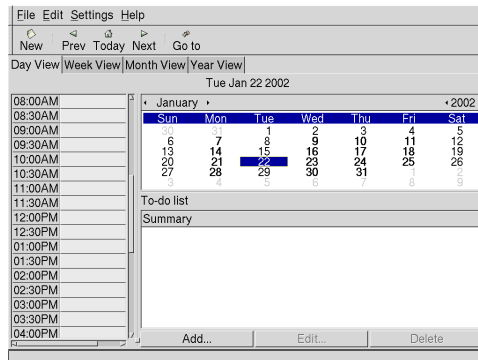 File Edit Settings Help
New Prev Today Next Go to
Day View Week View Month View Year View
Tue Jan 22 2002
08:00AM
08:30AM
09:00AM
09:30AM
10:00AM
10:30AM
11:00AM
11:30AM
12:00PM
12:30PM
01:00PM
01:30PM
02:00PM
02:30PM
03:00PM
03:30PM
04:00PM
January 2002
Sun Mon Tue Wed Thu Fri Sat
30 31 1 2 3 4 5
6 7 8 9 10 11 12
13 14 15 16 17 18 19
20 21 22 23 24 25 26
27 28 29 30 31 1 2
3 4 5 6 7 8 9
To-do list
Summary
Add... Edit... Delete